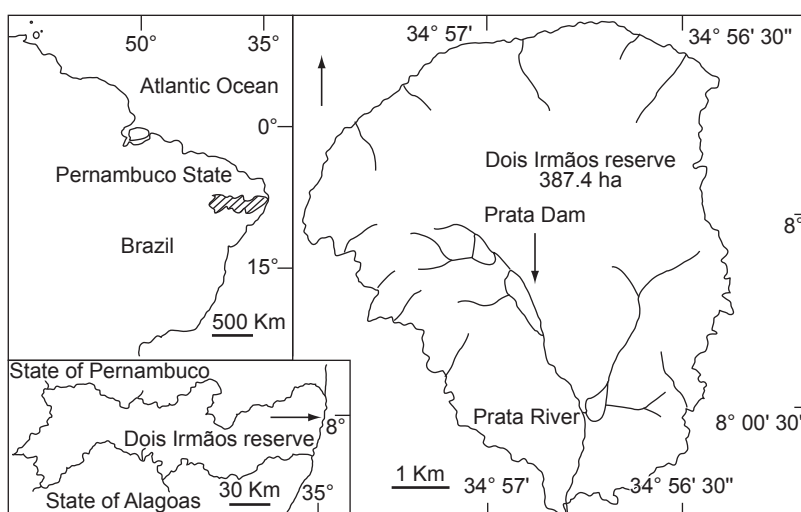 0°
50°
35°
Atlantic Ocean
0°
Pernambuco State
Brazil
15°
500 Km
State of Pernambuco
8°
Dois Irmãos reserve
State of Alagoas
30 Km
35°
34° 57'
34° 56' 30"
Dois Irmãos reserve
387.4 ha
Prata Dam
8°
Prata River
8° 00' 30"
1 Km
34° 57'
34° 56' 30"